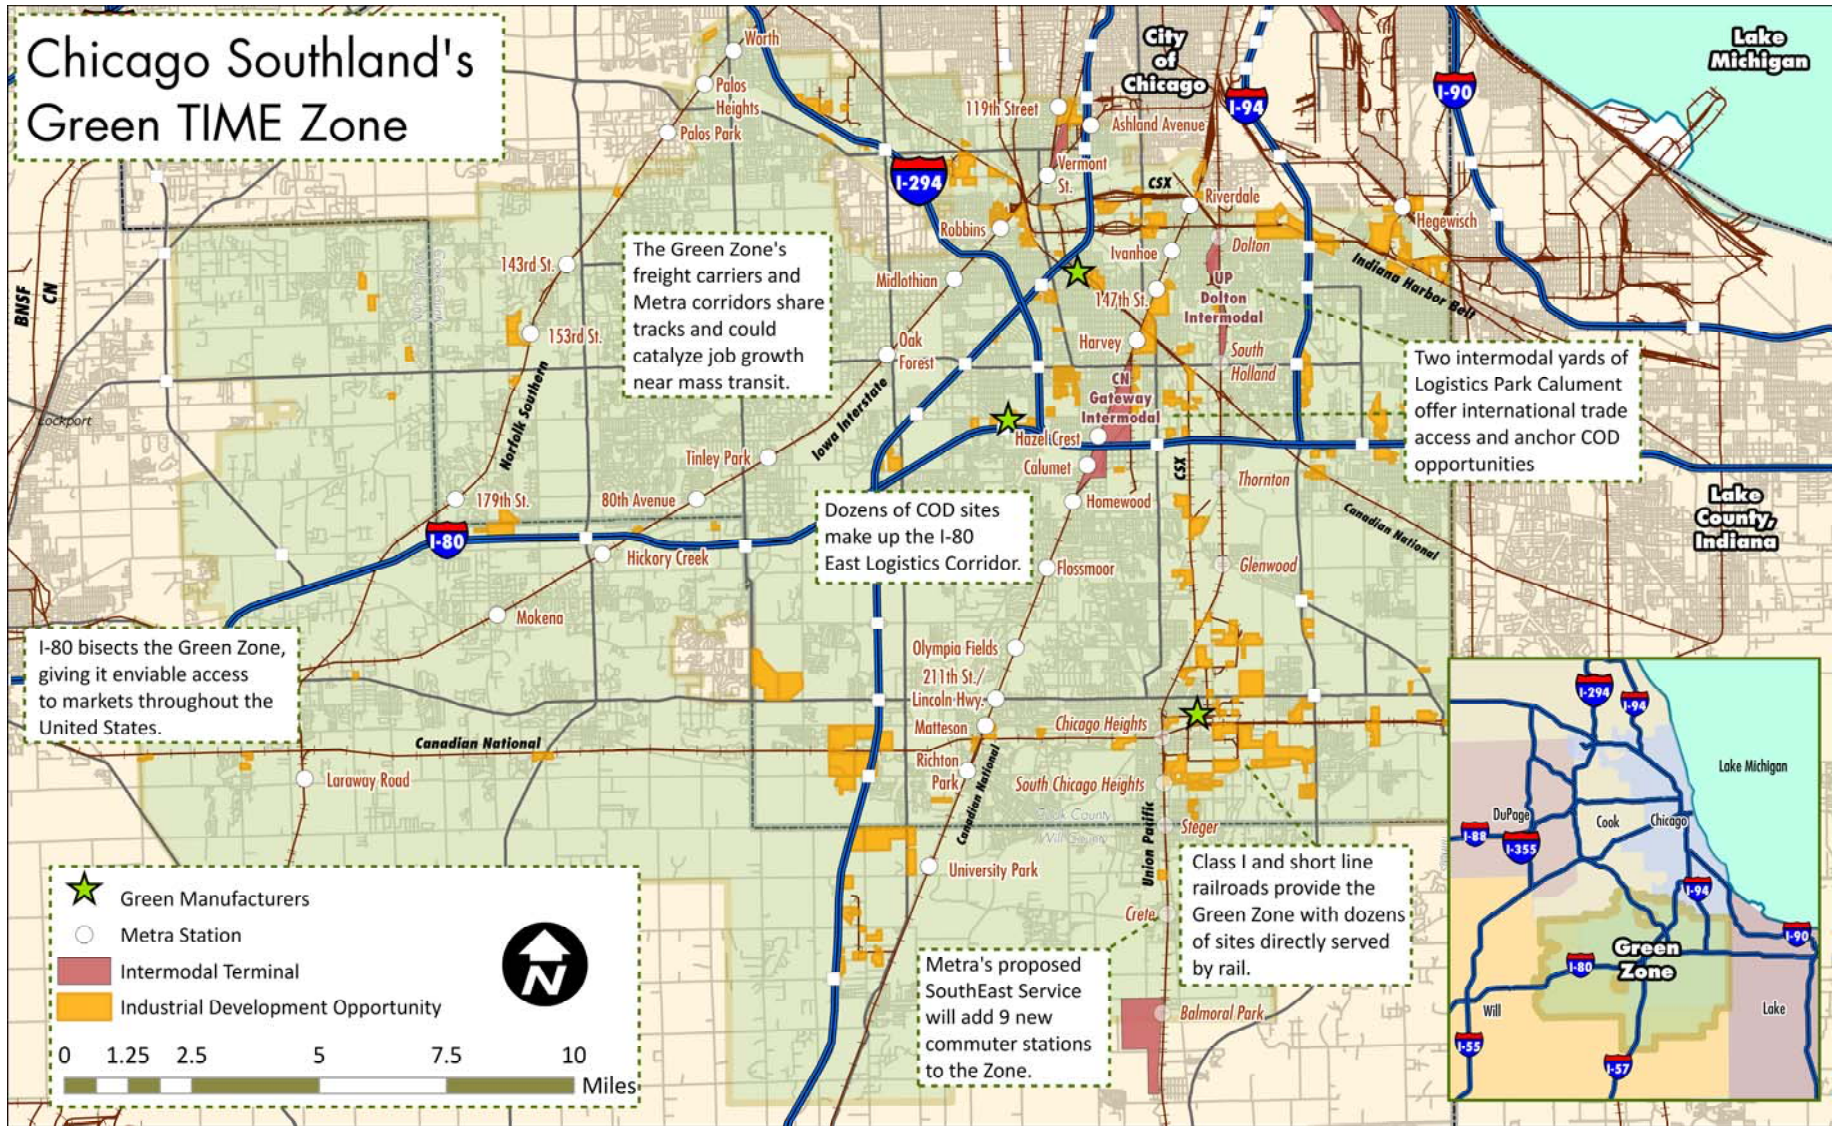 Chicago Southland's
Green TIME Zone
City
of
Chicago
Lake
Michigan
I-94
I-90
I-294
Worth
Palos
Heights
Palos Park
119th Street
Ashland Avenue
Vermont
St.
CSX
Riverdale
Hegewisch
Robbins
Dolton
Ivanhoe
Indiana Harbor Belt
143rd St.
Midlothian
147th St.
UP
Dolton
Intermodal
BNSF
CN
The Green Zone's
freight carriers and
Metra corridors share
tracks and could
catalyze job growth
near mass transit.
153rd St.
Oak
Forest
Harvey
South
Holland
Two intermodal yards of
Logistics Park Calument
offer international trade
access and anchor COD
opportunities
CN
Gateway
Intermodal
Lockport
Norfolk Southern
Iowa Interstate
Hazel Crest
Tinley Park
Calumet
CSX
Thornton
179th St.
80th Avenue
Homewood
Canadian National
Lake
County,
Indiana
I-80
Dozens of COD sites
make up the I-80
East Logistics Corridor.
Hickory Creek
Flossmoor
Glenwood
Mokena
I-80 bisects the Green Zone,
giving it enviable access
to markets throughout the
United States.
Olympia Fields
211th St./
Lincoln Hwy.
Matteson
Chicago Heights
Canadian National
Richton
Park
Canadian National
South Chicago Heights
Laraway Road
Cook County
Will County
Union Pacific
Steger
University Park
Class I and short line
railroads provide the
Green Zone with dozens
of sites directly served
by rail.
Crete
Metra's proposed
SouthEast Service
will add 9 new
commuter stations
to the Zone.
Balmoral Park
Green Manufacturers
Metra Station
Intermodal Terminal
Industrial Development Opportunity
N
0 1.25 2.5 5 7.5 10
Miles
I-294
I-94
Lake Michigan
DuPage
Cook
Chicago
I-88
I-355
I-94
Green
Zone
I-90
I-80
Will
Lake
I-55
I-57